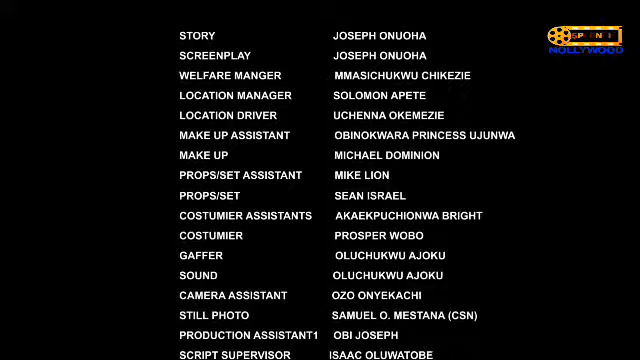 STORY JOSEPH ONUOHA
SCREENPLAY JOSEPH ONUOHA
WELFARE MANGER MMASICHUKWU CHIKEZIE
LOCATION MANAGER SOLOMON APETE
LOCATION DRIVER UCHENNA OKEMEZIE
MAKE UP ASSISTANT OBINOKWARA PRINCESS UJUNWA
MAKE UP MICHAEL DOMINION
PROPS/SET ASSISTANT MIKE LION
PROPS/SET SEAN ISRAEL
COSTUMIER ASSISTANTS AKAEKPUCHIONWA BRIGHT
COSTUMIER PROSPER WOBO
GAFFER OLUCHUKWU AJOKU
SOUND OLUCHUKWU AJOKU
CAMERA ASSISTANT OZO ONYEKACHI
STILL PHOTO SAMUEL O. MESTANA (CSN)
PRODUCTION ASSISTANT1 OBI JOSEPH
SCRIPT SUPERVISOR ISAAC OLUWATOBE
NOLLYWOOD